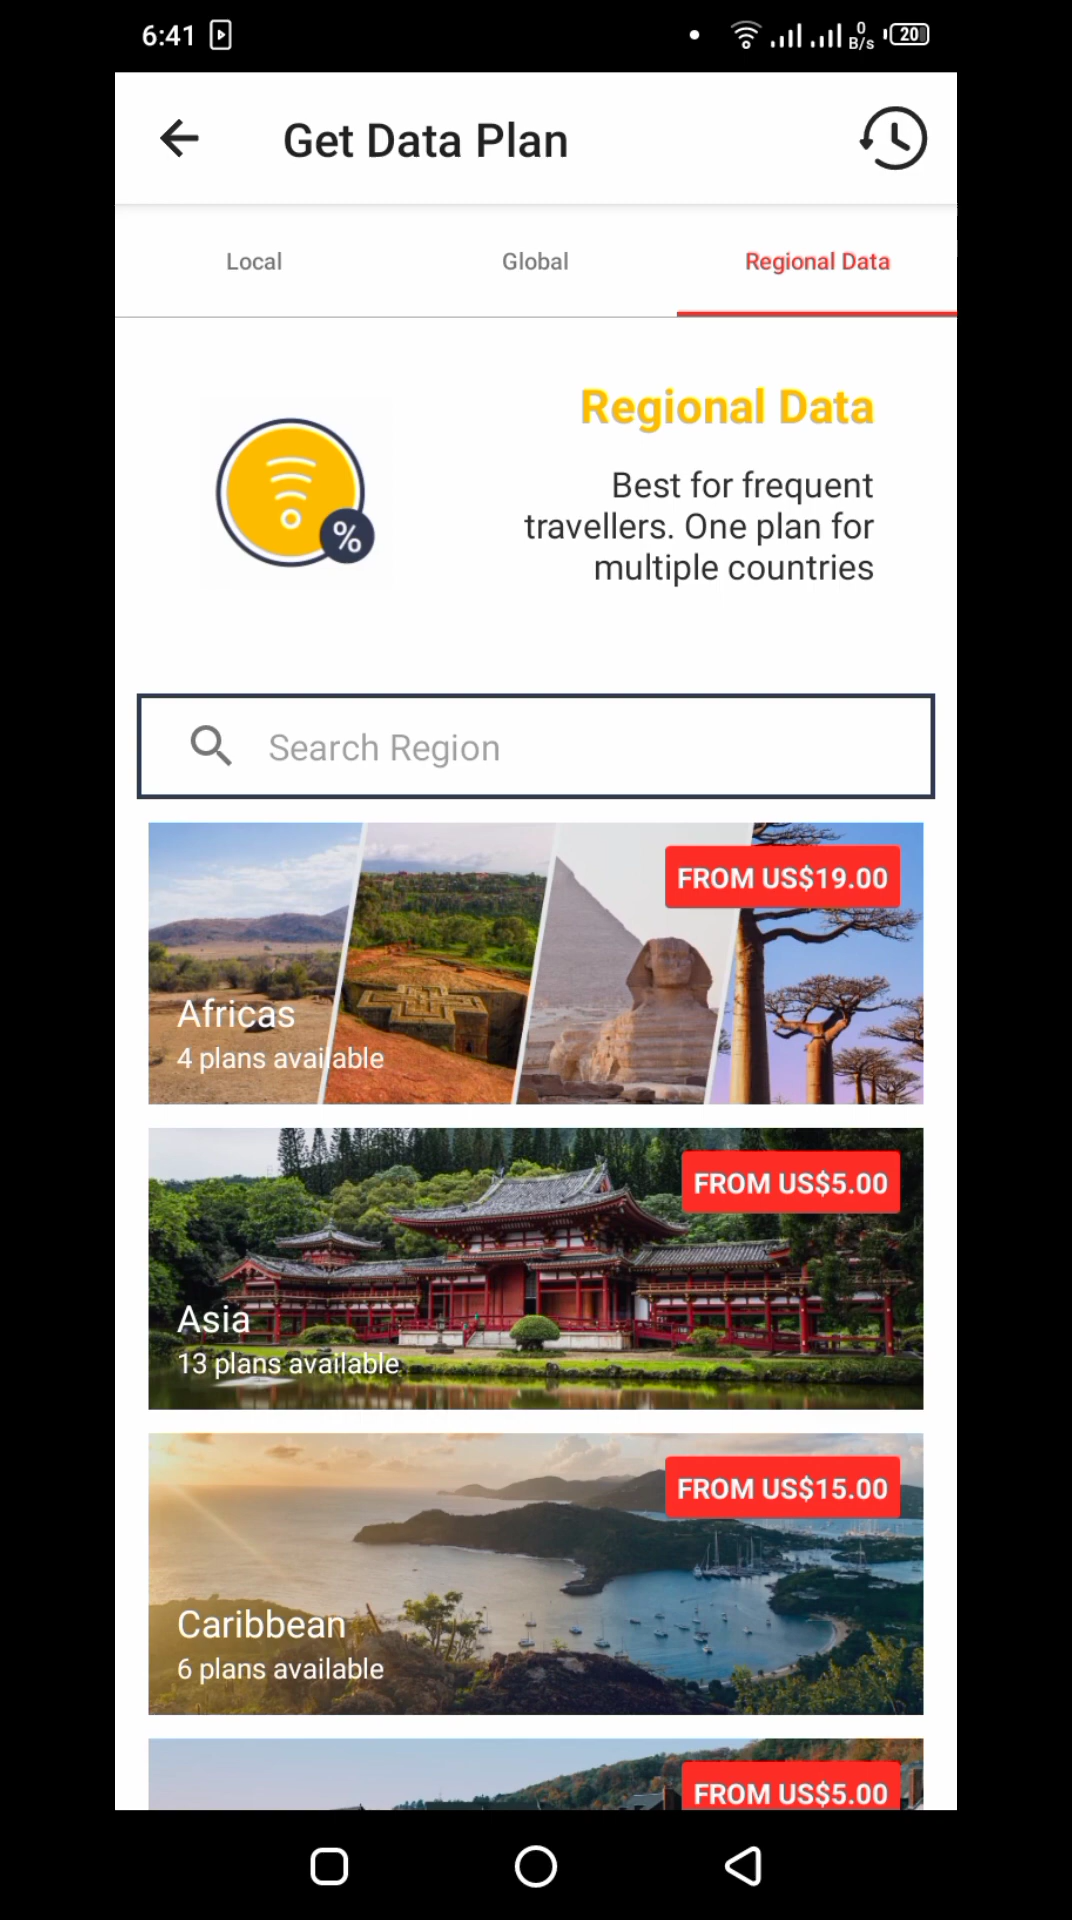 6:41
0
B/s
20
Get Data Plan
Local
Global
Regional Data
Regional Data
Best for frequent
travellers. One plan for
multiple countries
%
Search Region
FROM US$19.00
Africas
4 plans available
FROM US$5.00
Asia
13 plans available
FROM US$15.00
Caribbean
6 plans available
FROM US$5.00